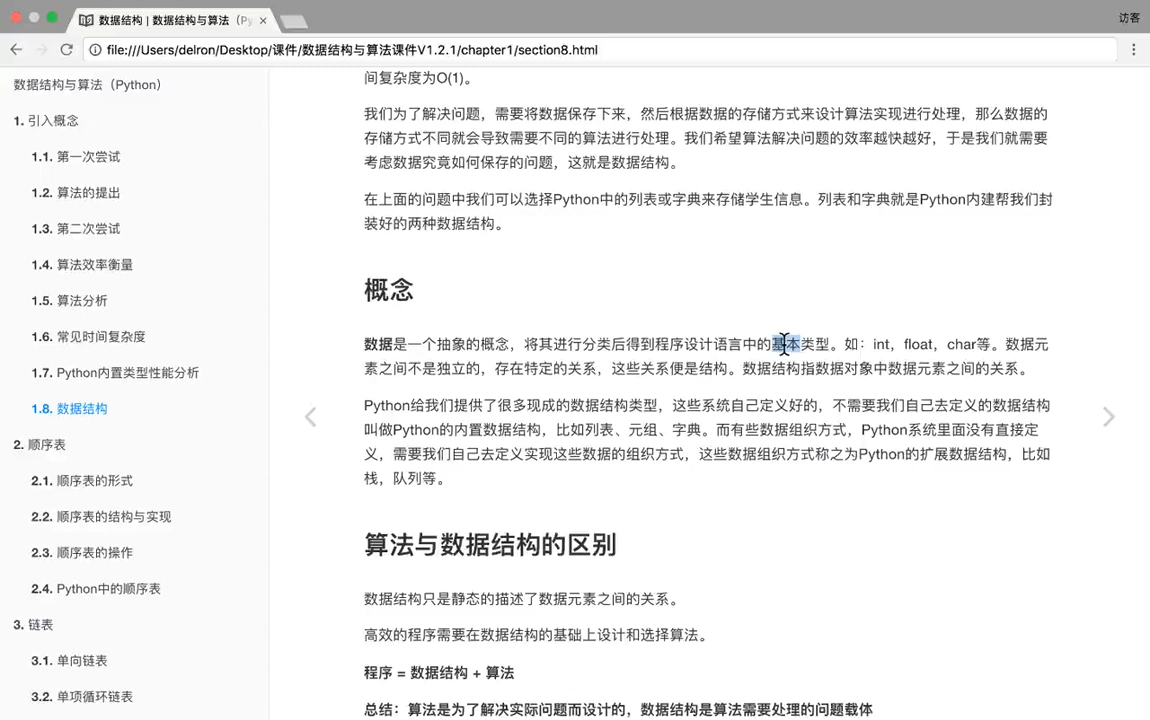 数据结构 | 数据结构与算法（Py
访客
file:///Users/delron/Desktop/课件/数据结构与算法课件V1.2.1/chapter1/section8.html
数据结构与算法（Python）
1. 引入概念
1.1. 第一次尝试
1.2. 算法的提出
1.3. 第二次尝试
1.4. 算法效率衡量
1.5. 算法分析
1.6. 常见时间复杂度
1.7. Python内置类型性能分析
1.8. 数据结构
2. 顺序表
2.1. 顺序表的形式
2.2. 顺序表的结构与实现
2.3. 顺序表的操作
2.4. Python中的顺序表
3. 链表
3.1. 单向链表
3.2. 单项循环链表
间复杂度为O(1)。
我们为了解决问题，需要将数据保存下来，然后根据数据的存储方式来设计算法实现进行处理，那么数据的
存储方式不同就会导致需要不同的算法进行处理。我们希望算法解决问题的效率越快越好，于是我们就需要
考虑数据究竟如何保存的问题，这就是数据结构。
在上面的问题中我们可以选择Python中的列表或字典来存储学生信息。列表和字典就是Python内建帮我们封
装好的两种数据结构。
概念
数据是一个抽象的概念，将其进行分类后得到程序设计语言中的基本类型。如：int，float，char等。数据元
素之间不是独立的，存在特定的关系，这些关系便是结构。数据结构指数据对象中数据元素之间的关系。
Python给我们提供了很多现成的数据结构类型，这些系统自己定义好的，不需要我们自己去定义的数据结构
叫做Python的内置数据结构，比如列表、元组、字典。而有些数据组织方式，Python系统里面没有直接定
义，需要我们自己去定义实现这些数据的组织方式，这些数据组织方式称之为Python的扩展数据结构，比如
栈，队列等。
算法与数据结构的区别
数据结构只是静态的描述了数据元素之间的关系。
高效的程序需要在数据结构的基础上设计和选择算法。
程序 = 数据结构 + 算法
总结：算法是为了解决实际问题而设计的，数据结构是算法需要处理的问题载体